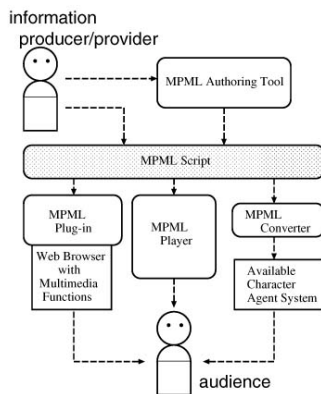 information
producer/provider
MPML Authoring Tool
MPML Script
MPML
Plug-in
Web Browser
with
Multimedia
Functions
MPML
Player
MPML
Converter
Available
Character
Agent System
audience